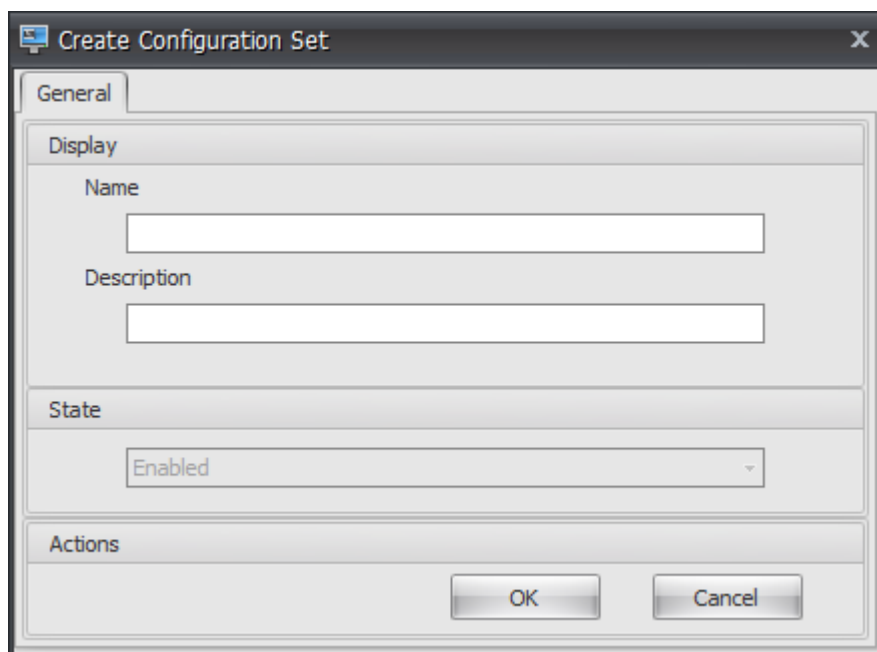 Create Configuration Set
General
Display
Name
Description
State
Enabled
Actions
OK Cancel